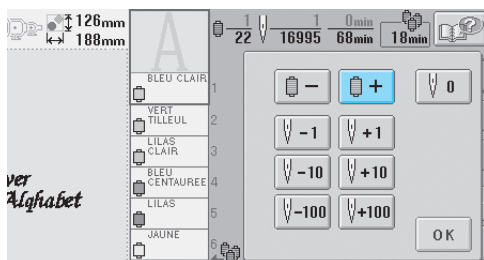 126mm
188mm
1
22
1
16995
0min
68min
18min
A
BLEU CLAIR
1
VERT
TILLEUL
2
LILAS
CLAIR
3
BLEU
CENTAUREE
4
LILAS
5
JAUNE
6
ver
Alphabet
−
+
0
-1
+1
-10
+10
-100
+100
OK